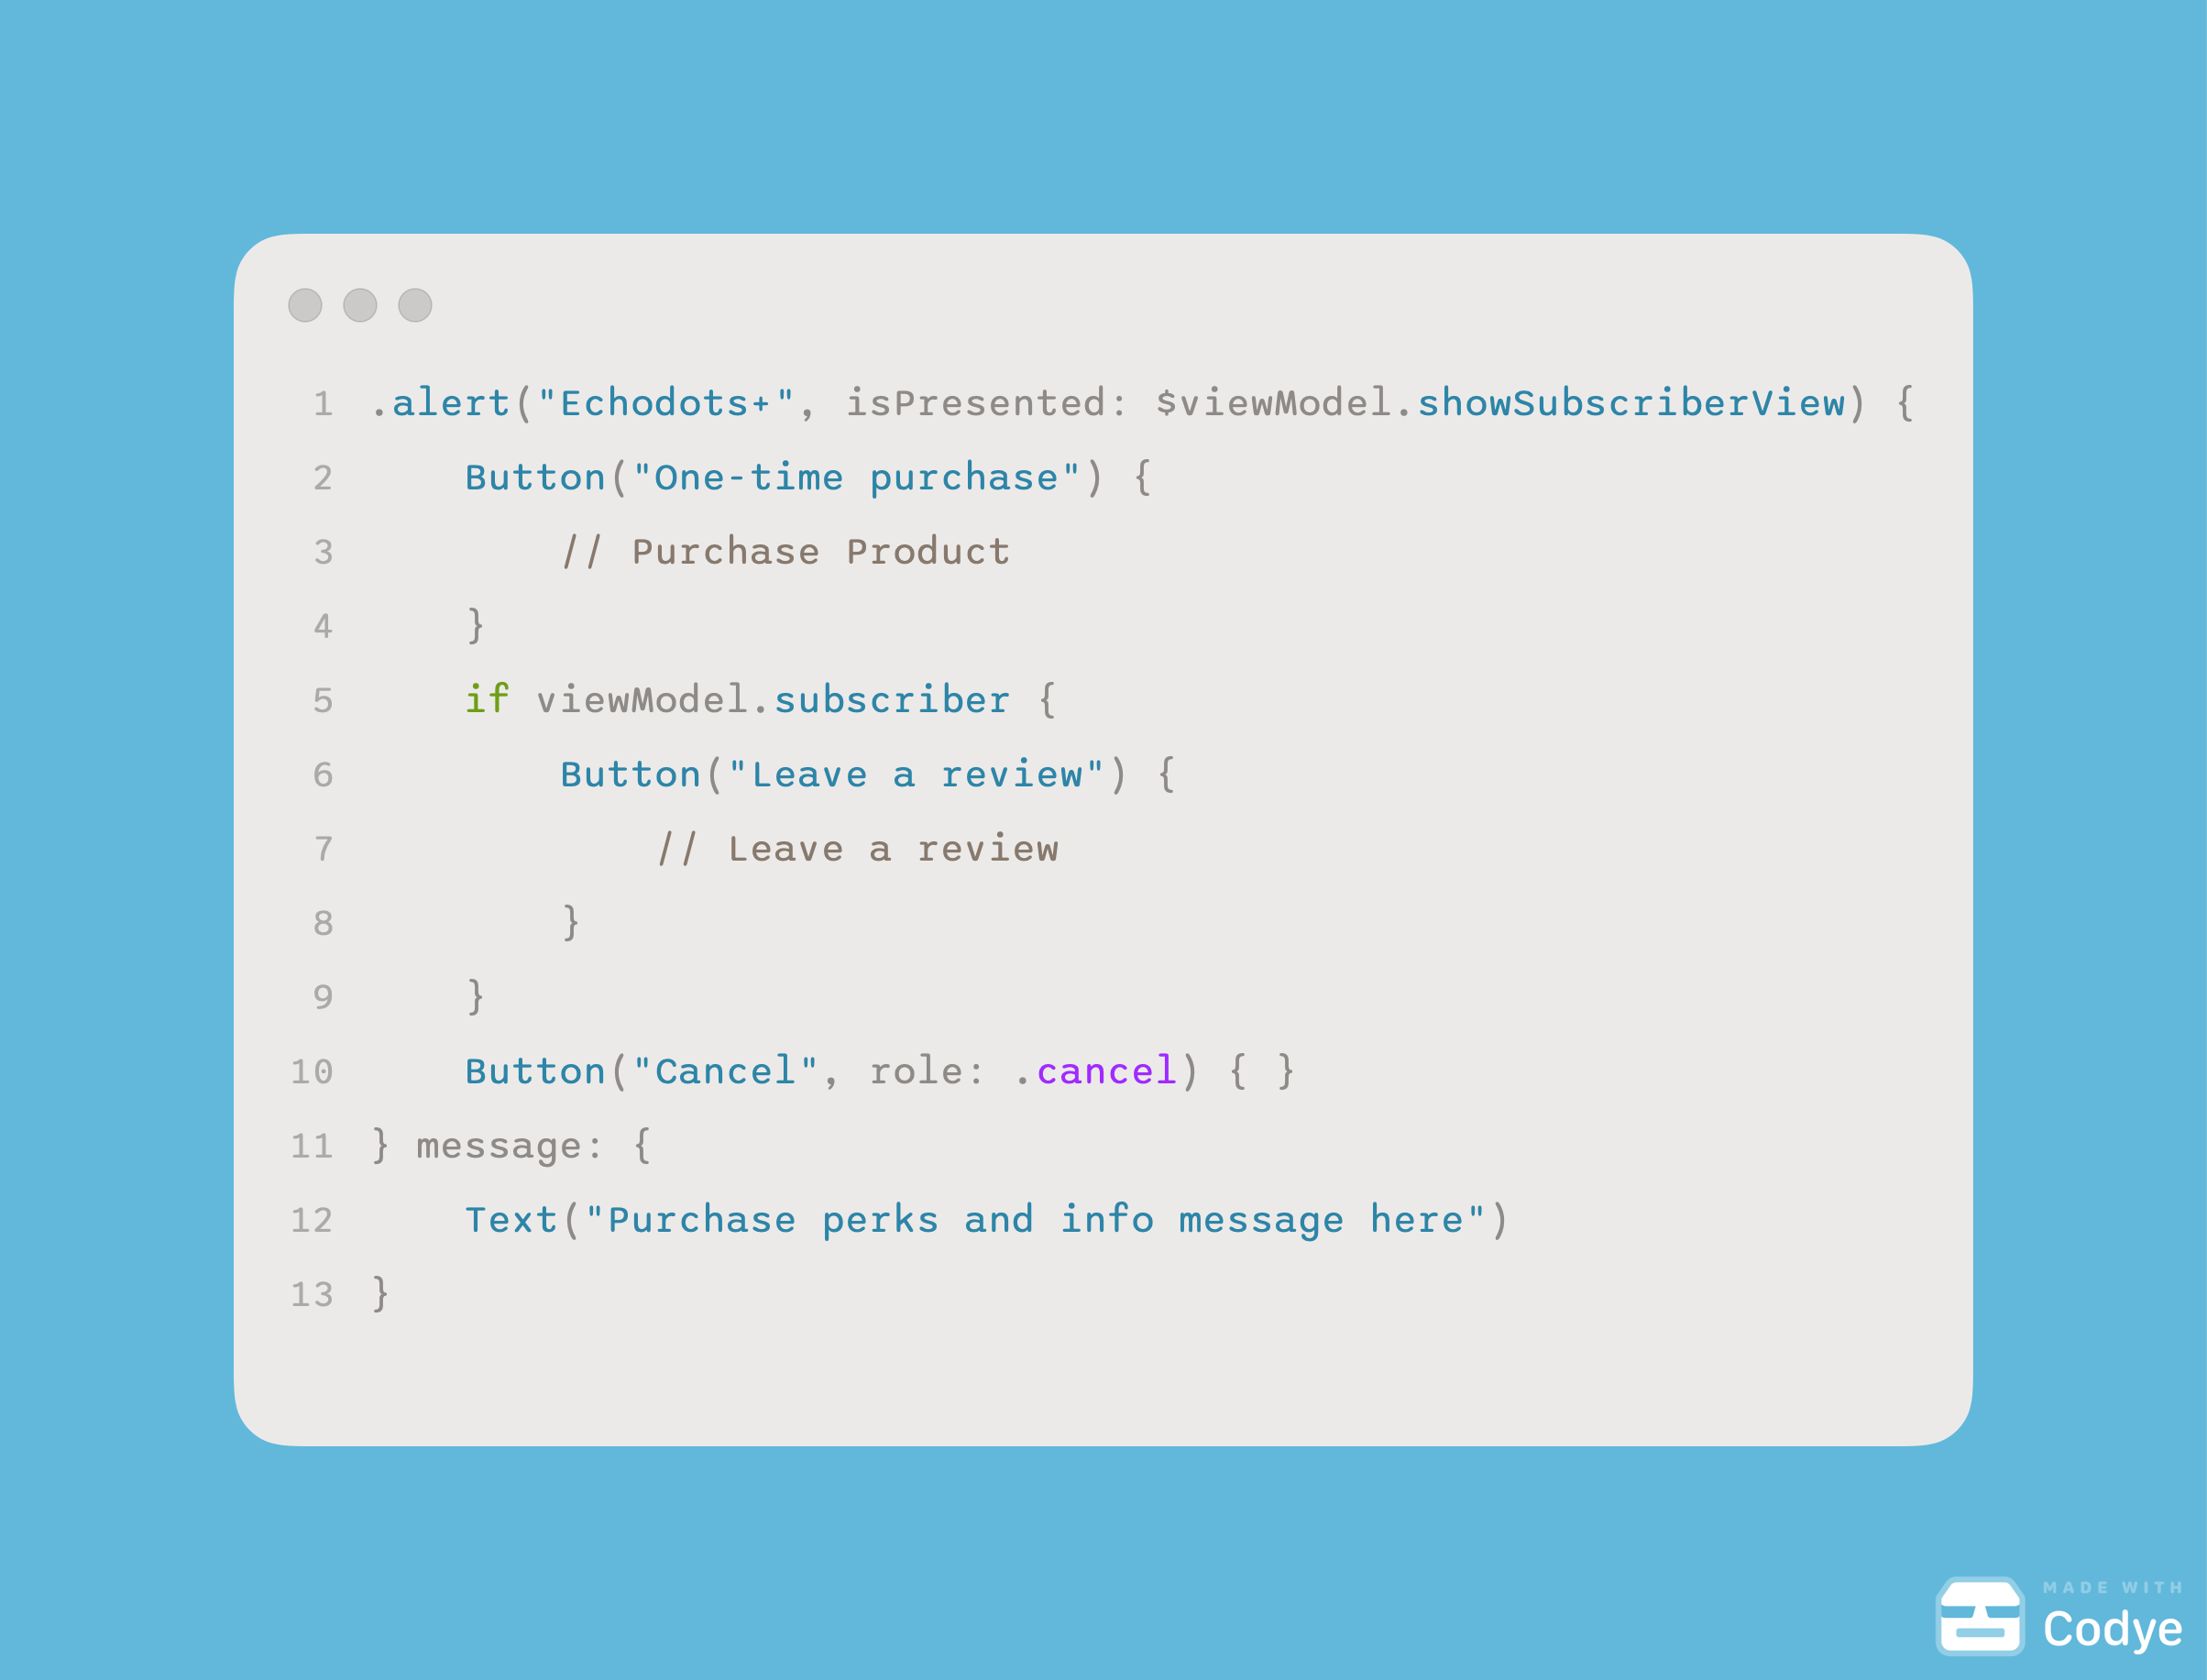 1 .alert("Echodots+", isPresented: $viewModel.showSubscriberView) {
2     Button("One-time purchase") {
3         // Purchase Product
4     }
5     if viewModel.subscriber {
6         Button("Leave a review") {
7             // Leave a review
8         }
9     }
10     Button("Cancel", role: .cancel) { }
11 } message: {
12     Text("Purchase perks and info message here")
13 }
MADE WITH
Codye